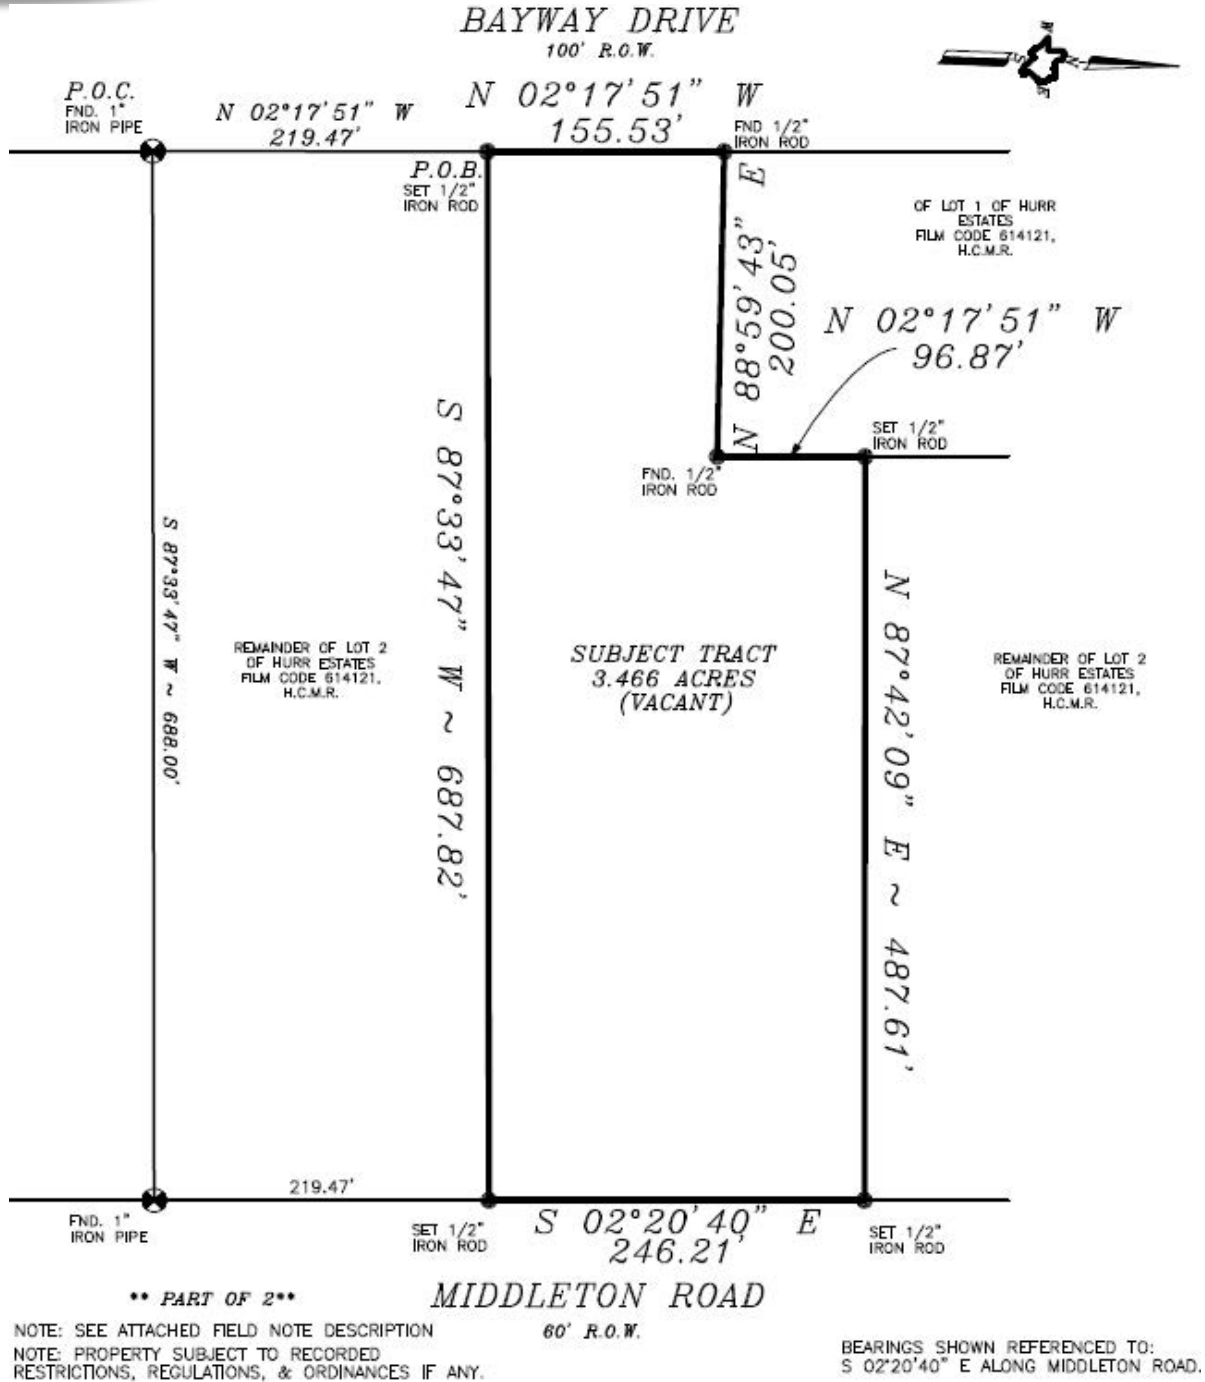 BAYWAY DRIVE
100' R.O.W.
W
S
N
E
P.O.C.
FND. 1"
IRON PIPE
N 02°17'51" W
219.47'
N 02°17'51" W
155.53'
FND 1/2"
IRON ROD
P.O.B.
SET 1/2"
IRON ROD
N 88°59'43" E
200.05'
OF LOT 1 OF HURR
ESTATES
FILM CODE 614121,
H.C.M.R.
N 02°17'51" W
96.87'
SET 1/2"
IRON ROD
FND. 1/2"
IRON ROD
S 87°33'47" W ~ 688.00'
S 87°33'47" W ~ 687.82'
N 87°42'09" E ~ 487.61'
REMAINDER OF LOT 2
OF HURR ESTATES
FILM CODE 614121,
H.C.M.R.
SUBJECT TRACT
3.466 ACRES
(VACANT)
REMAINDER OF LOT 2
OF HURR ESTATES
FILM CODE 614121,
H.C.M.R.
219.47'
FND. 1"
IRON PIPE
SET 1/2"
IRON ROD
S 02°20'40" E
246.21'
SET 1/2"
IRON ROD
** PART OF 2**
MIDDLETON ROAD
60' R.O.W.
NOTE: SEE ATTACHED FIELD NOTE DESCRIPTION
NOTE: PROPERTY SUBJECT TO RECORDED
RESTRICTIONS, REGULATIONS, & ORDINANCES IF ANY.
BEARINGS SHOWN REFERENCED TO:
S 02°20'40" E ALONG MIDDLETON ROAD.